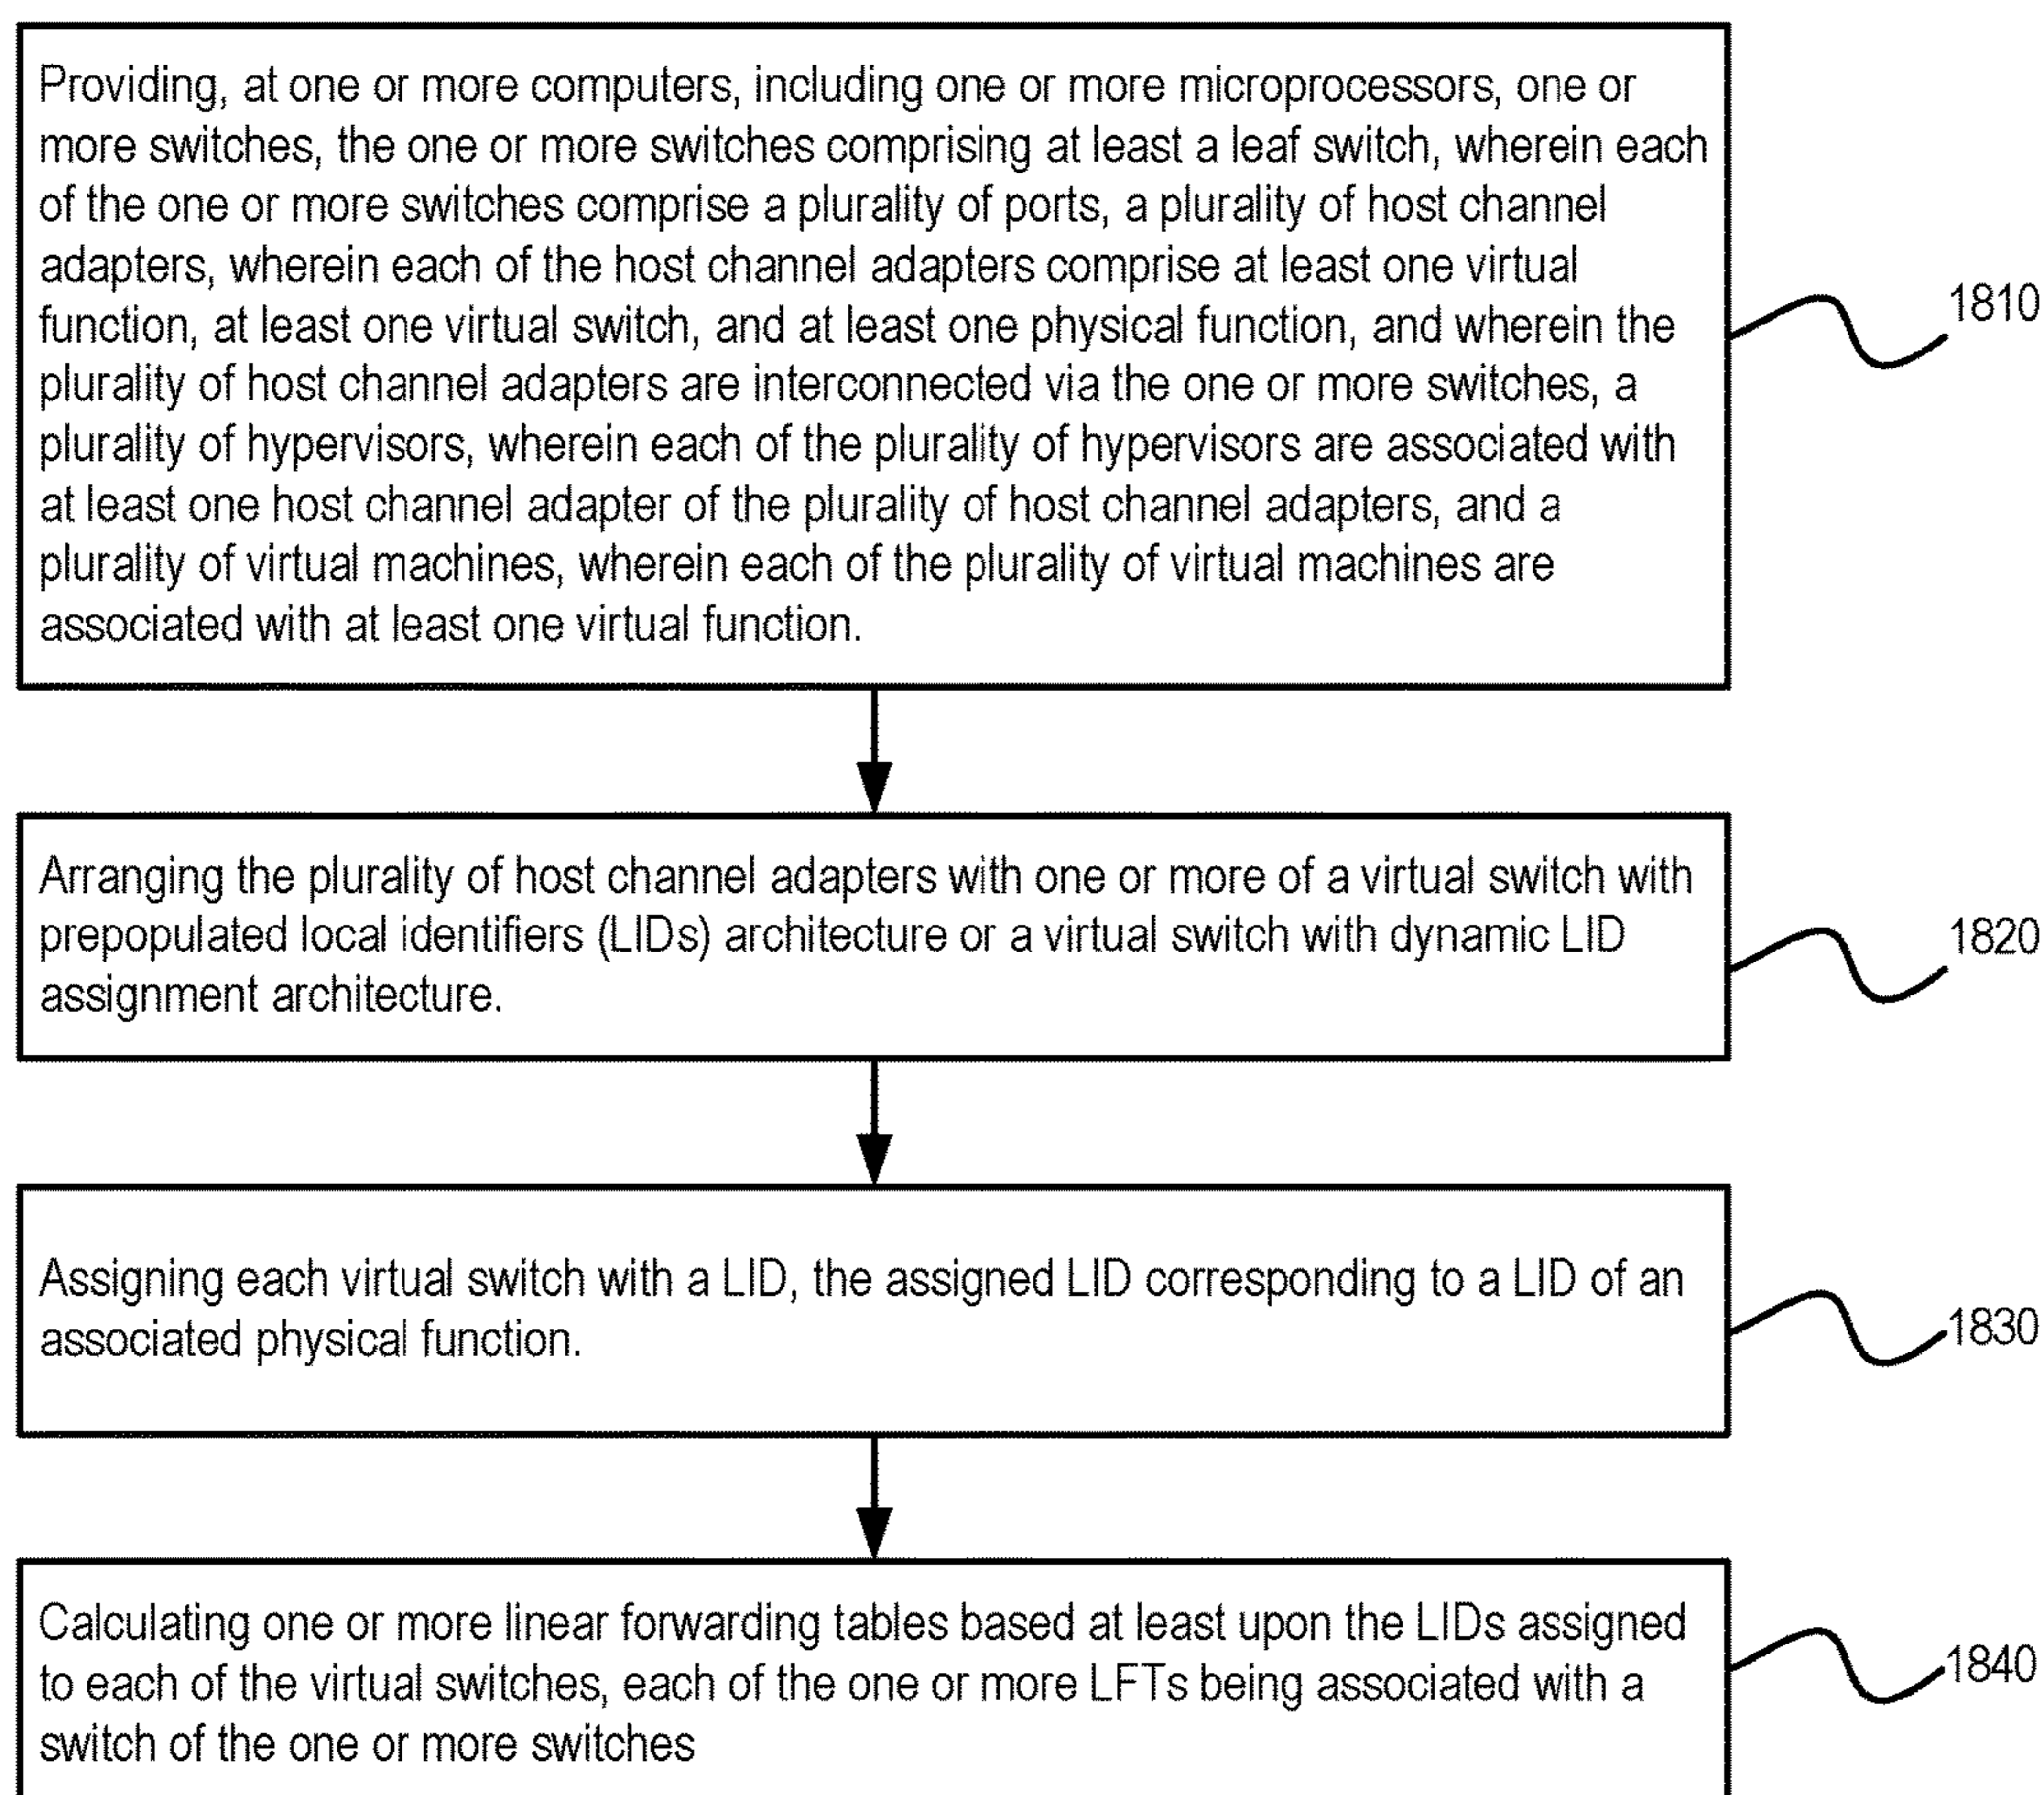 Providing, at one or more computers, including one or more microprocessors, one or
more switches, the one or more switches comprising at least a leaf switch, wherein each
of the one or more switches comprise a plurality of ports, a plurality of host channel
adapters, wherein each of the host channel adapters comprise at least one virtual
function, at least one virtual switch, and at least one physical function, and wherein the
plurality of host channel adapters are interconnected via the one or more switches, a
plurality of hypervisors, wherein each of the plurality of hypervisors are associated with
at least one host channel adapter of the plurality of host channel adapters, and a
plurality of virtual machines, wherein each of the plurality of virtual machines are
associated with at least one virtual function.
1810
Arranging the plurality of host channel adapters with one or more of a virtual switch with
prepopulated local identifiers (LIDs) architecture or a virtual switch with dynamic LID
assignment architecture.
1820
Assigning each virtual switch with a LID, the assigned LID corresponding to a LID of an
associated physical function.
1830
Calculating one or more linear forwarding tables based at least upon the LIDs assigned
to each of the virtual switches, each of the one or more LFTs being associated with a
switch of the one or more switches
1840